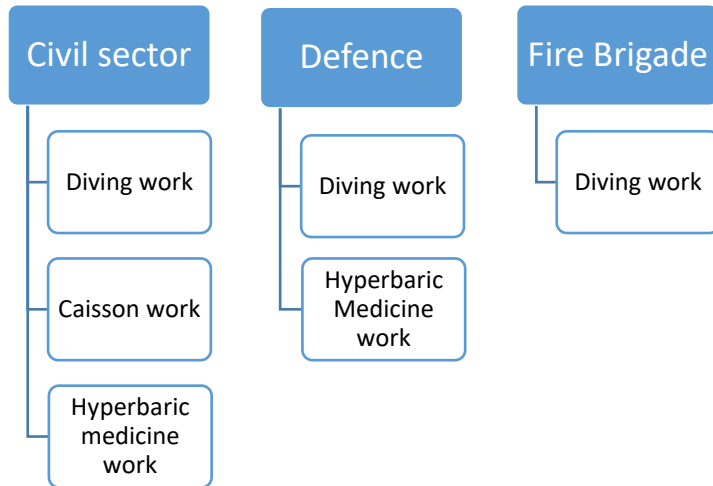 Civil sector
Diving work
Caisson work
Hyperbaric
medicine
work
Defence
Diving work
Hyperbaric
Medicine
work
Fire Brigade
Diving work